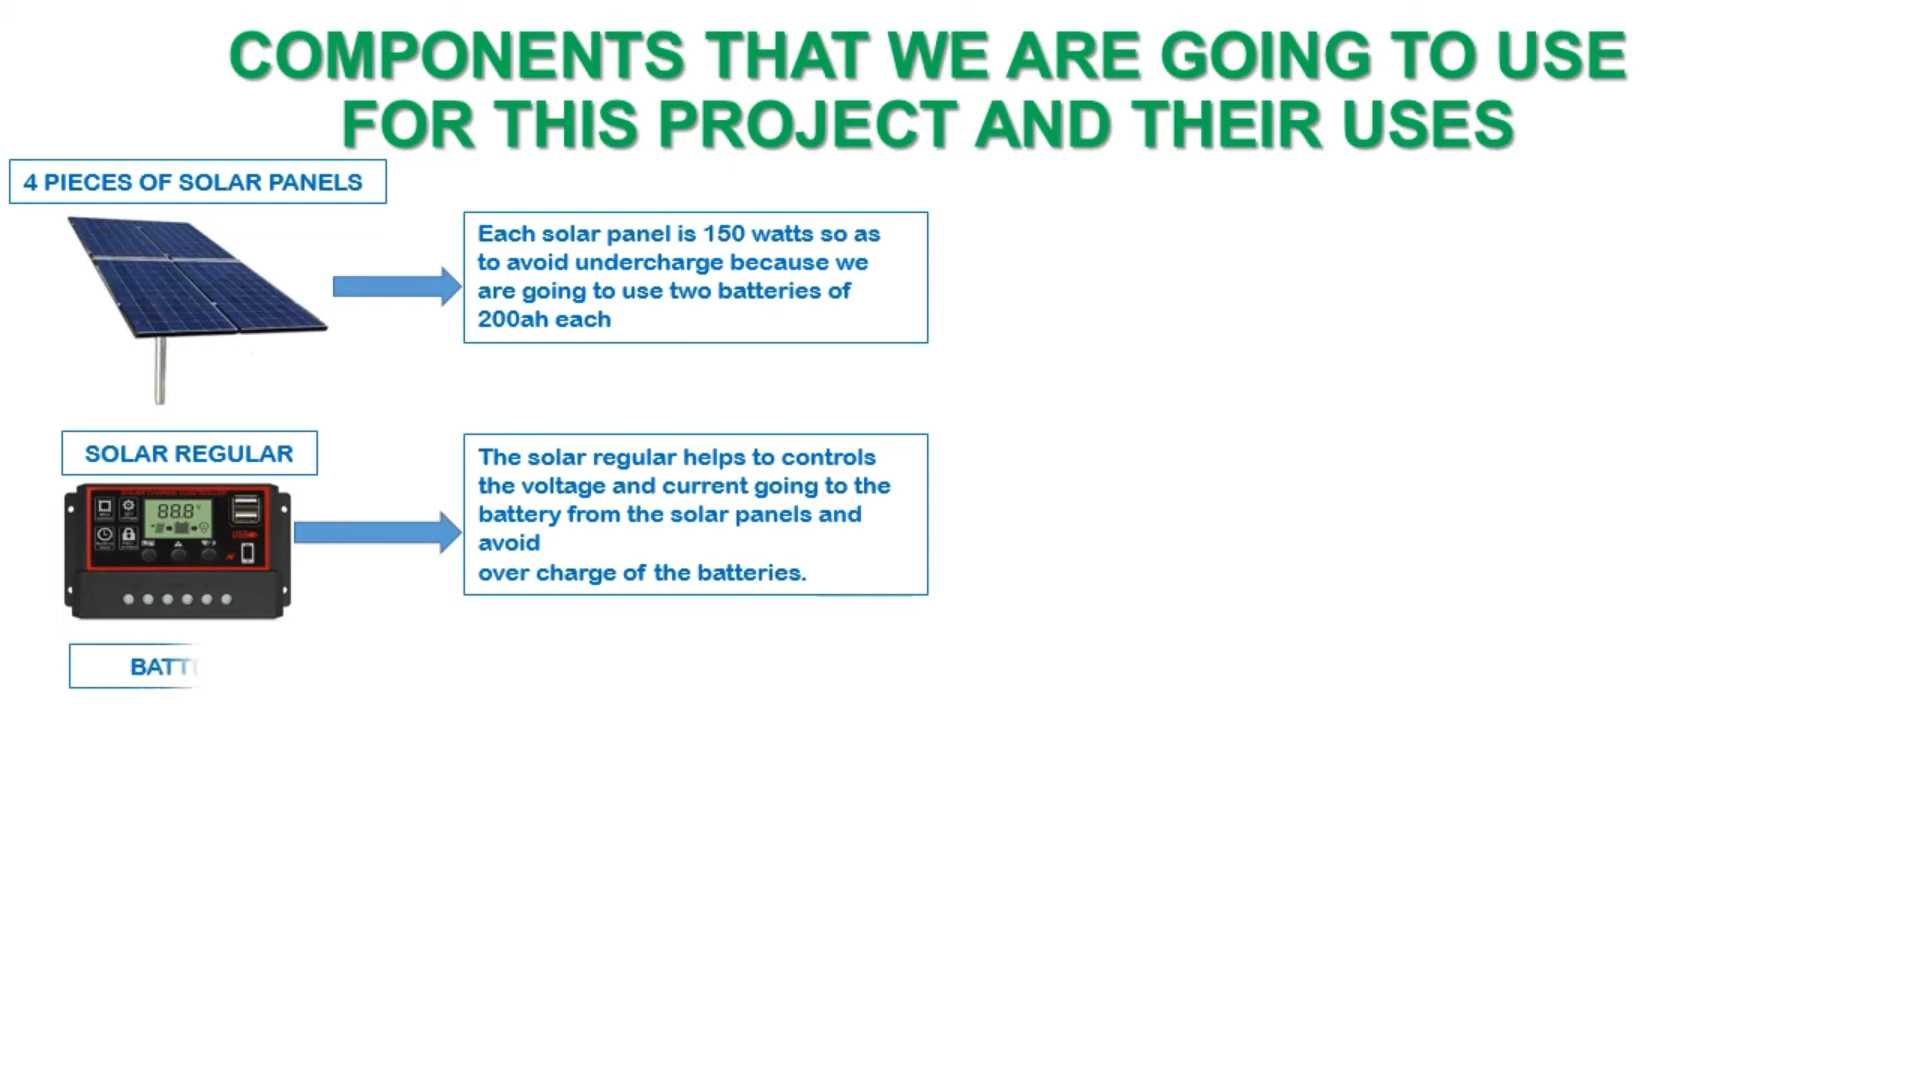 COMPONENTS THAT WE ARE GOING TO USE
FOR THIS PROJECT AND THEIR USES
4 PIECES OF SOLAR PANELS
Each solar panel is 150 watts so as
to avoid undercharge because we
are going to use two batteries of
200ah each
SOLAR REGULAR
The solar regular helps to controls
the voltage and current going to the
battery from the solar panels and
avoid
over charge of the batteries.
888
BATT